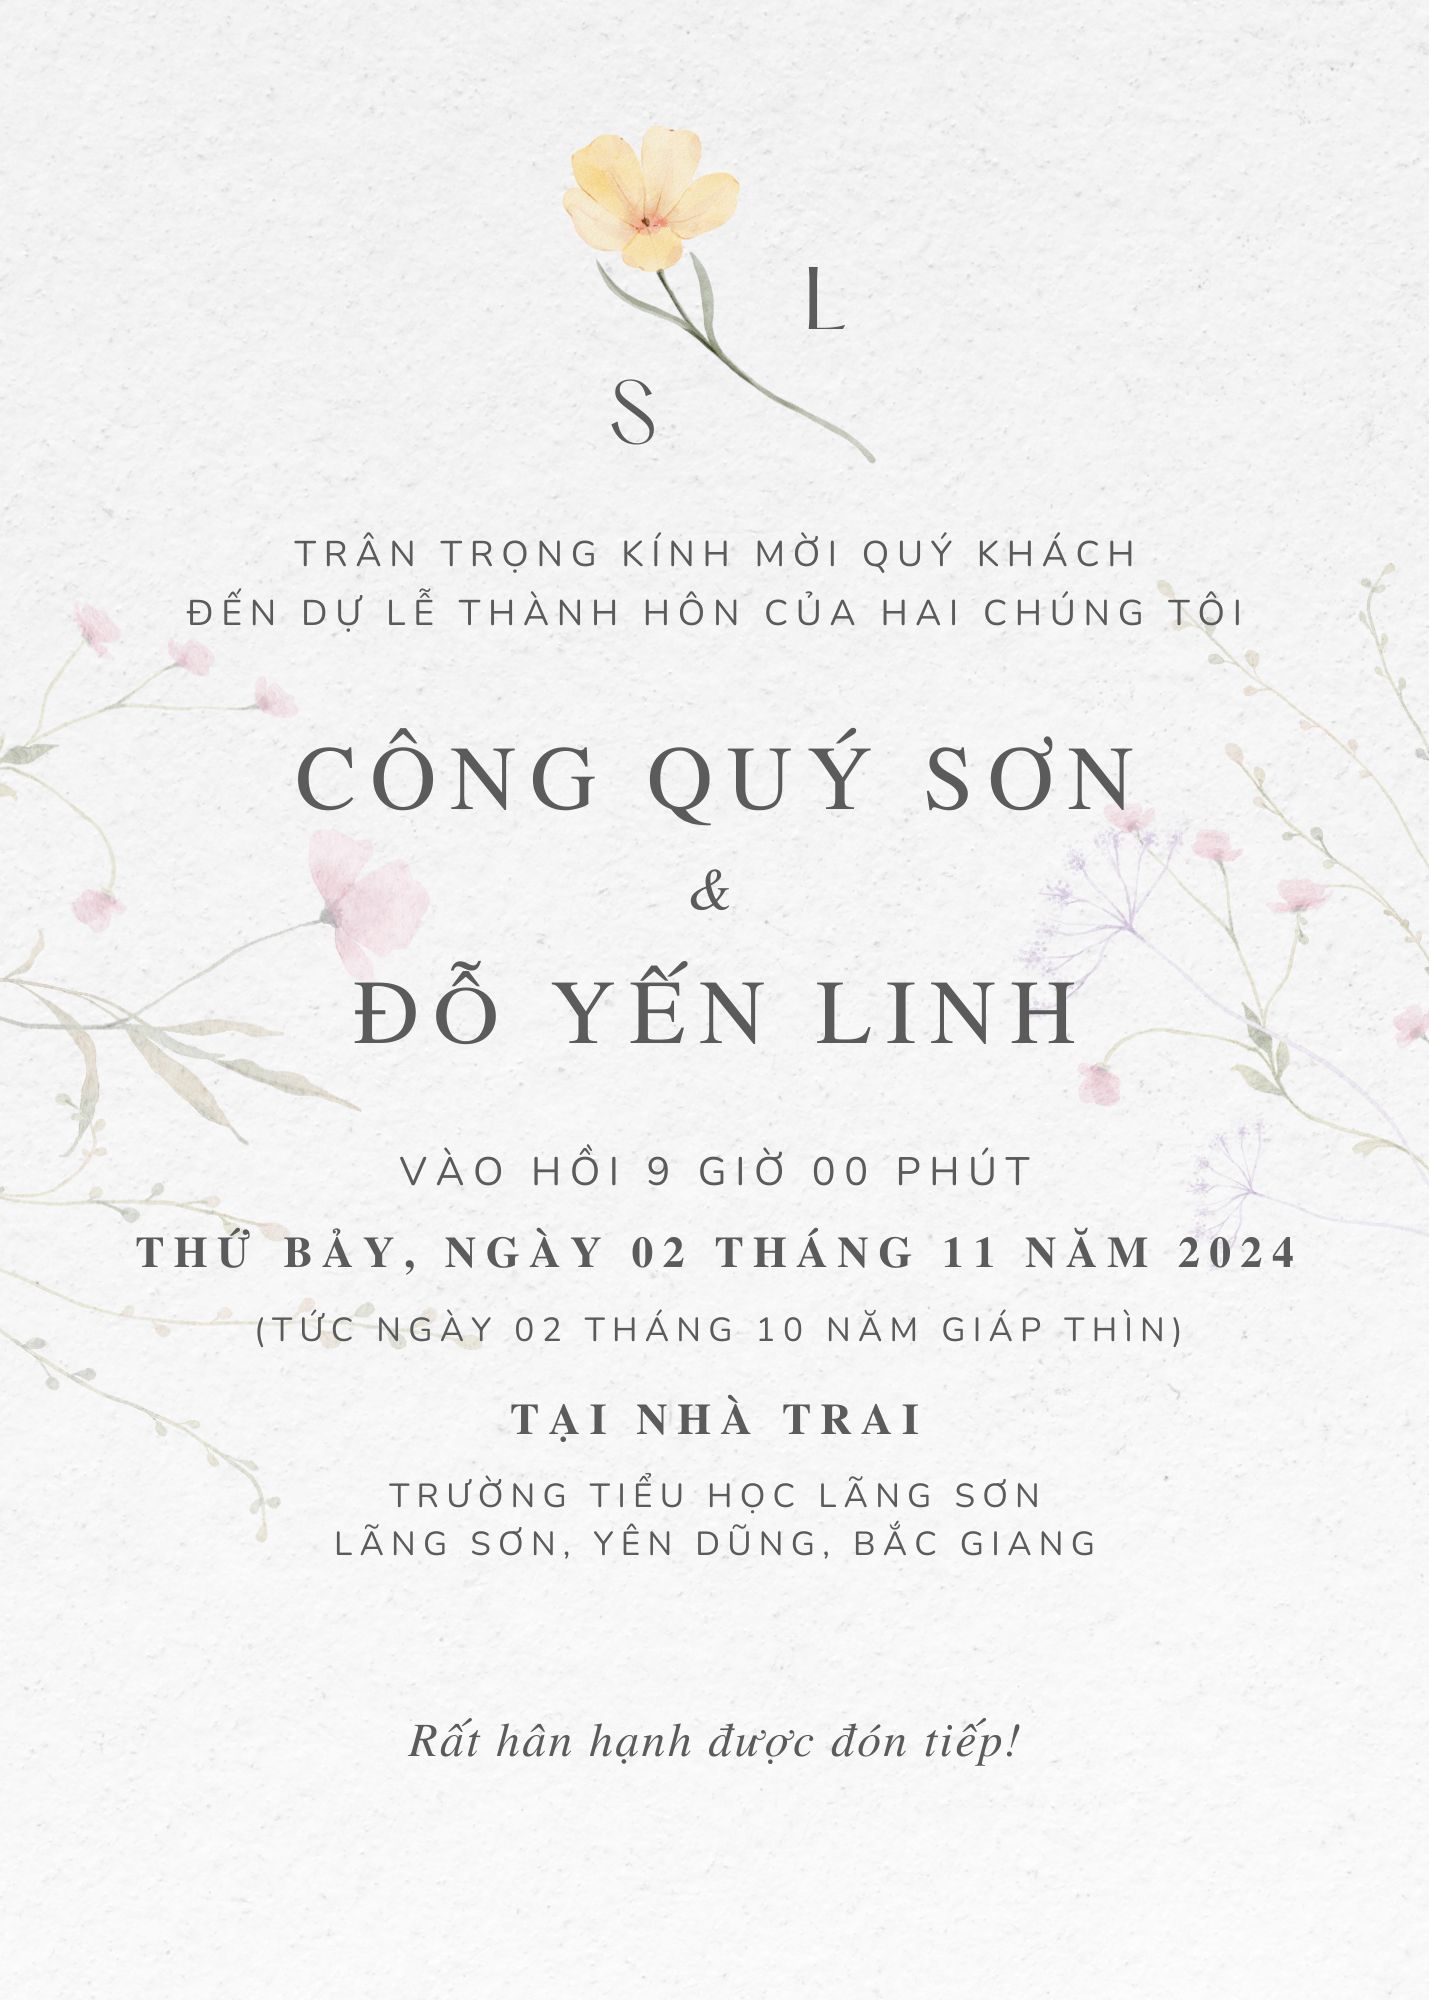 L
S
TRÂN TRỌNG KÍNH MỜI QUÝ KHÁCH
ĐẾN DỰ LỄ THÀNH HÔN CỦA HAI CHÚNG TÔI
CÔNG QUÝ SƠN
&
ĐỖ YẾN LINH
VÀO HỒI 9 GIỜ 00 PHÚT
THỨ BẢY, NGÀY 02 THÁNG 11 NĂM 2024
(TỨC NGÀY 02 THÁNG 10 NĂM GIÁP THÌN)
TẠI NHÀ TRAI
TRƯỜNG TIỂU HỌC LÃNG SƠN
LÃNG SƠN, YÊN DŨNG, BẮC GIANG
Rất hân hạnh được đón tiếp!